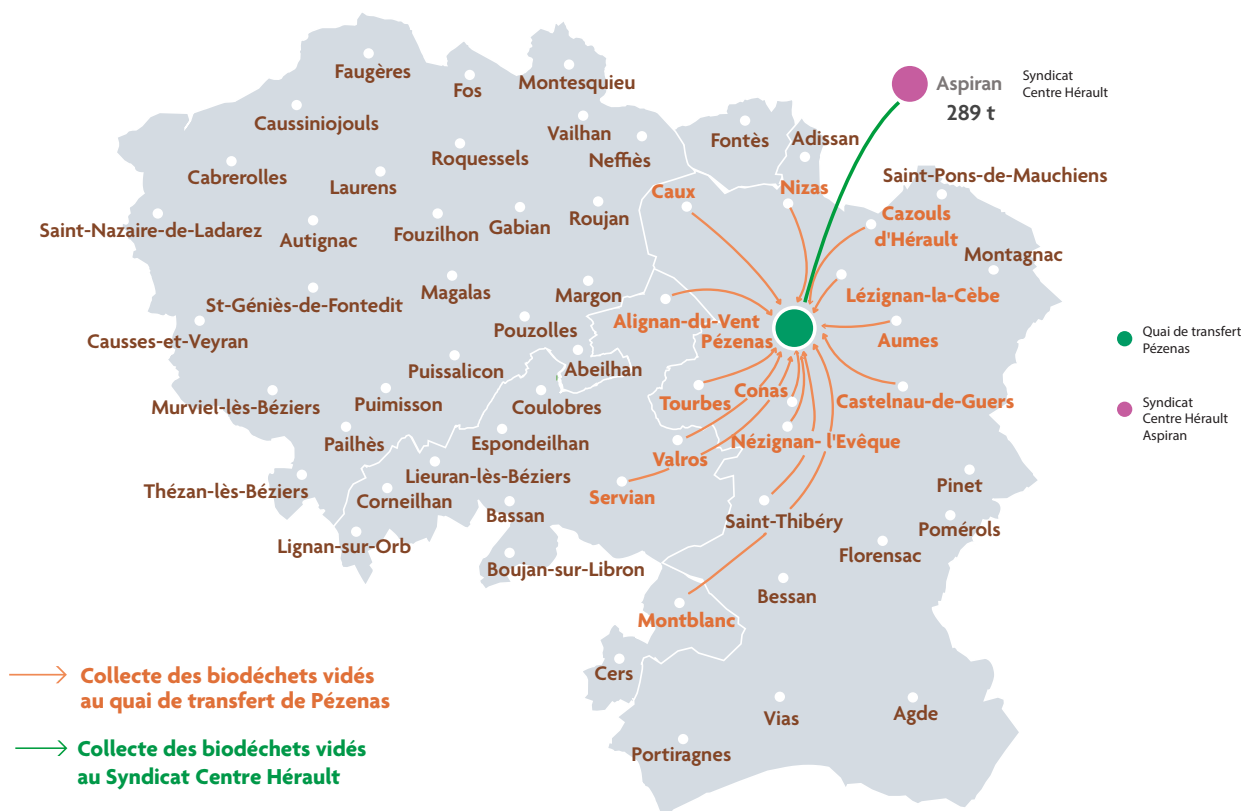 Faugères
Fos
Montesquieu
Aspiran
289 t
Syndicat
Centre Hérault
Caussiniojouls
Vailhan
Fontès
Adissan
Roquessels
Neffiès
Cabrerolles
Laurens
Caux
Nizas
Saint-Pons-de-Mauchiens
Saint-Nazaire-de-Ladarez
Autignac
Fouzilhon
Gabian
Roujan
Cazouls
d'Hérault
Montagnac
St-Géniès-de-Fontedit
Magalas
Margon
Lézignan-la-Cèbe
Causses-et-Veyran
Pouzolles
Alignan-du-Vent
Pézenas
Aumes
Quai de transfert
Pézenas
Puissalicon
Abeilhan
Murviel-lès-Béziers
Puimisson
Coulobres
Tourbes
Conas
Castelnau-de-Guers
Syndicat
Centre Hérault
Aspiran
Pailhès
Espondeilhan
Valros
Nézignan- l'Evêque
Thézan-lès-Béziers
Lieuran-lès-Béziers
Corneilhan
Servian
Pinet
Bassan
Saint-Thibéry
Pomérols
Lignan-sur-Orb
Florensac
Boujan-sur-Libron
Bessan
Montblanc
Cers
Vias
Agde
Portiragnes
Collecte des biodéchets vidés
au quai de transfert de Pézenas
Collecte des biodéchets vidés
au Syndicat Centre Hérault